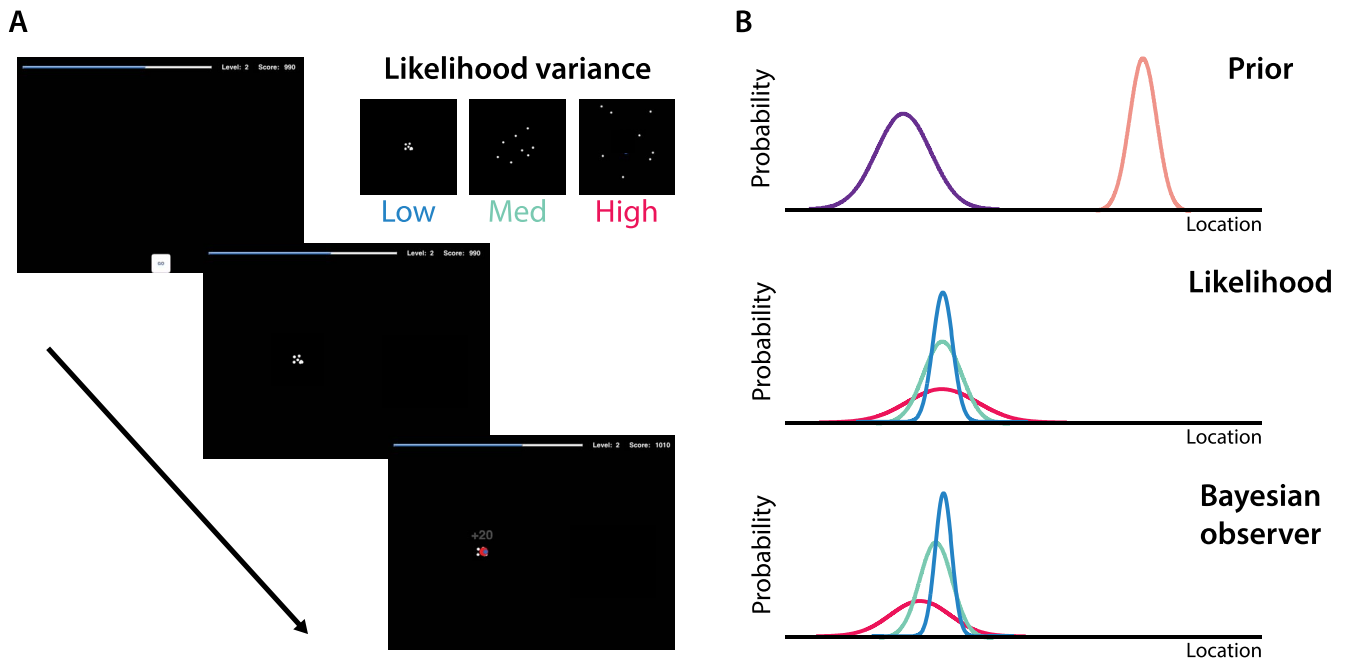 A
Level: 2 Score: 990
GO
Likelihood variance
Low
Med
High
Level: 2 Score: 990
Level: 2 Score: 1010
+20
B
Prior
Probability
Location
Likelihood
Probability
Location
Bayesian
observer
Probability
Location